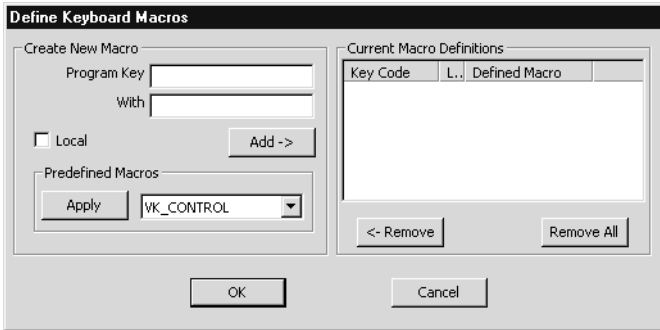 Define Keyboard Macros
Create New Macro
Program Key
With
Local
Add ->
Predefined Macros
Apply
VK_CONTROL
Current Macro Definitions
Key Code L.. Defined Macro
<- Remove
Remove All
OK
Cancel